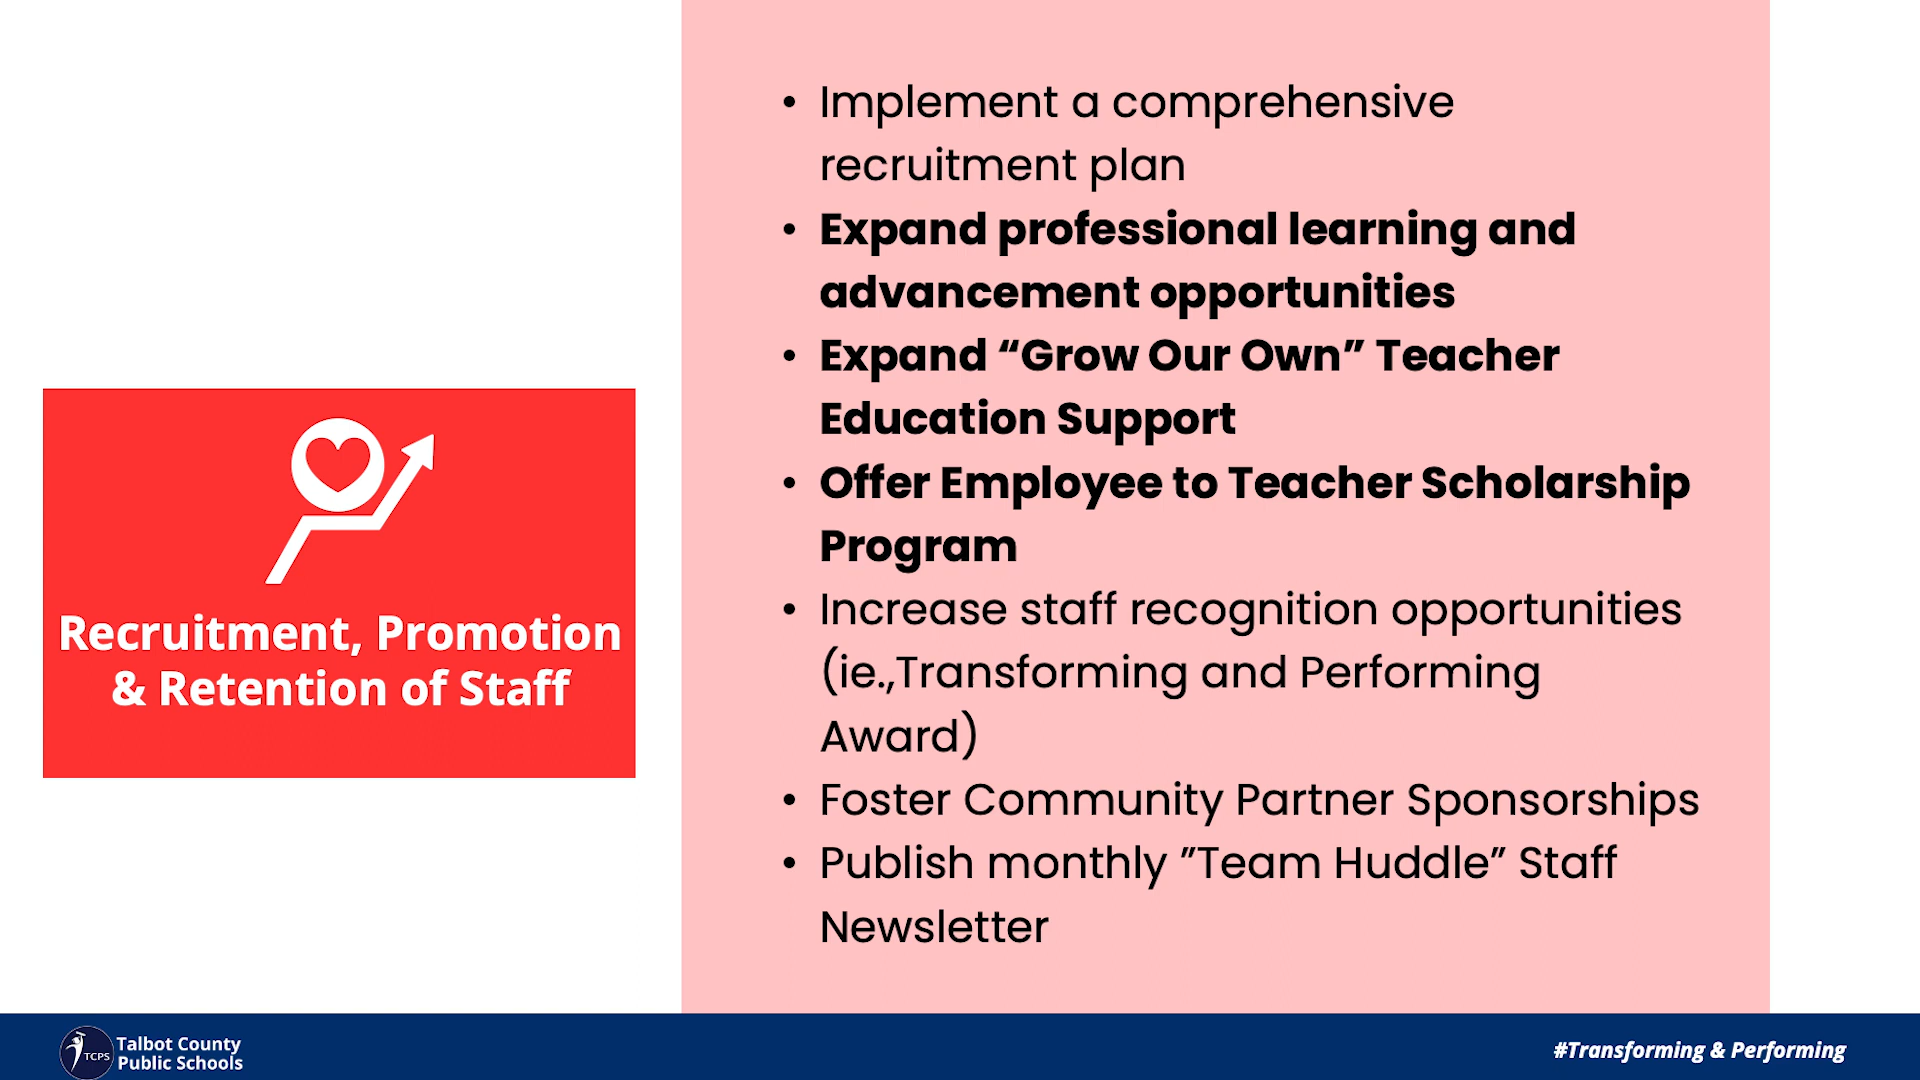 Recruitment, Promotion
& Retention of Staff
• Implement a comprehensive
recruitment plan
• Expand professional learning and
advancement opportunities
• Expand “Grow Our Own” Teacher
Education Support
• Offer Employee to Teacher Scholarship
Program
• Increase staff recognition opportunities
(ie.,Transforming and Performing
Award)
• Foster Community Partner Sponsorships
• Publish monthly ”Team Huddle” Staff
Newsletter
TCPS
Talbot County
Public Schools
#Transforming & Performing